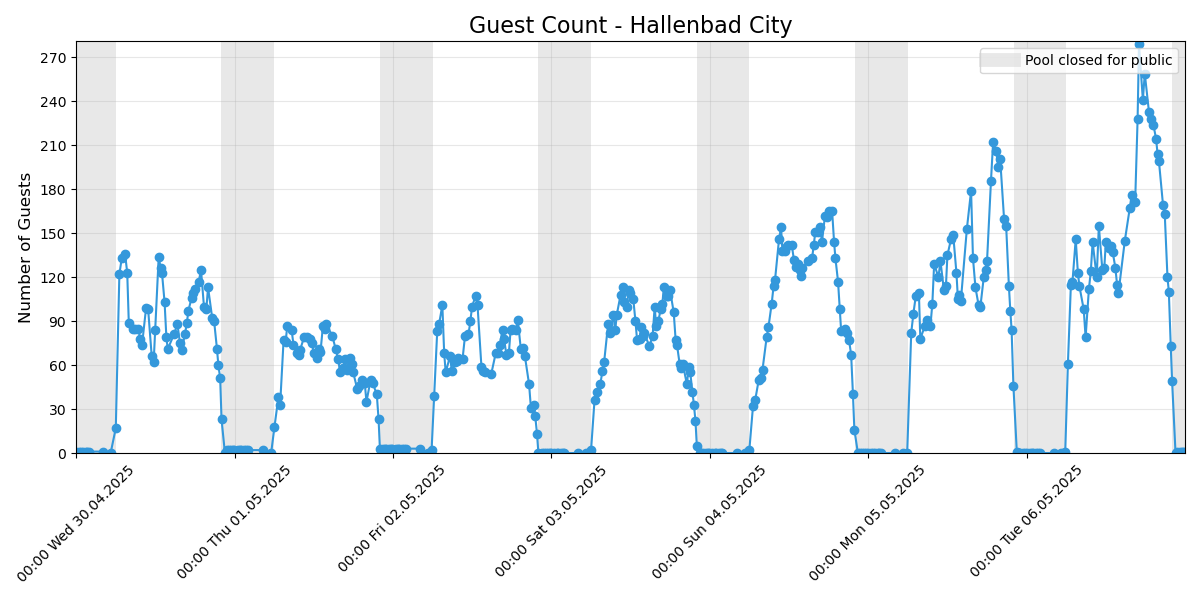 Guest Count - Hallenbad City
Pool closed for public
Number of Guests
270
240
210
180
150
120
90
60
30
0
00:00 Wed 30.04.2025
00:00 Thu 01.05.2025
00:00 Fri 02.05.2025
00:00 Sat 03.05.2025
00:00 Sun 04.05.2025
00:00 Mon 05.05.2025
00:00 Tue 06.05.2025